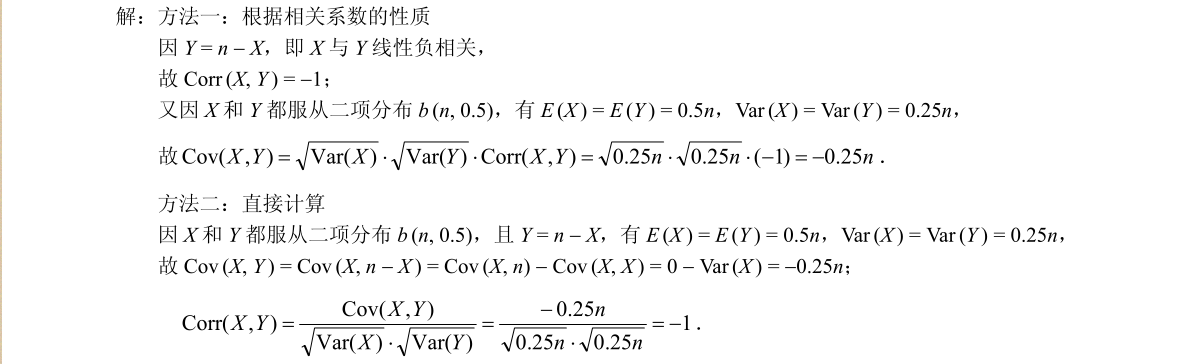 解：方法一：根据相关系数的性质
因 Y = n – X，即 X 与 Y 线性负相关，
故 Corr (X, Y ) = –1；
又因 X 和 Y 都服从二项分布 b (n, 0.5)，有 E (X ) = E (Y ) = 0.5n，Var (X ) = Var (Y ) = 0.25n，
故 Cov(X,Y) = √Var(X) · √Var(Y) · Corr(X,Y) = √0.25n · √0.25n · (−1) = −0.25n .
方法二：直接计算
因 X 和 Y 都服从二项分布 b (n, 0.5)，且 Y = n – X，有 E (X ) = E (Y ) = 0.5n，Var (X ) = Var (Y ) = 0.25n，
故 Cov (X, Y ) = Cov (X, n – X ) = Cov (X, n) – Cov (X, X ) = 0 – Var (X ) = –0.25n；
Corr(X,Y) = Cov(X,Y) / (√Var(X) · √Var(Y)) = −0.25n / (√0.25n · √0.25n) = −1 .